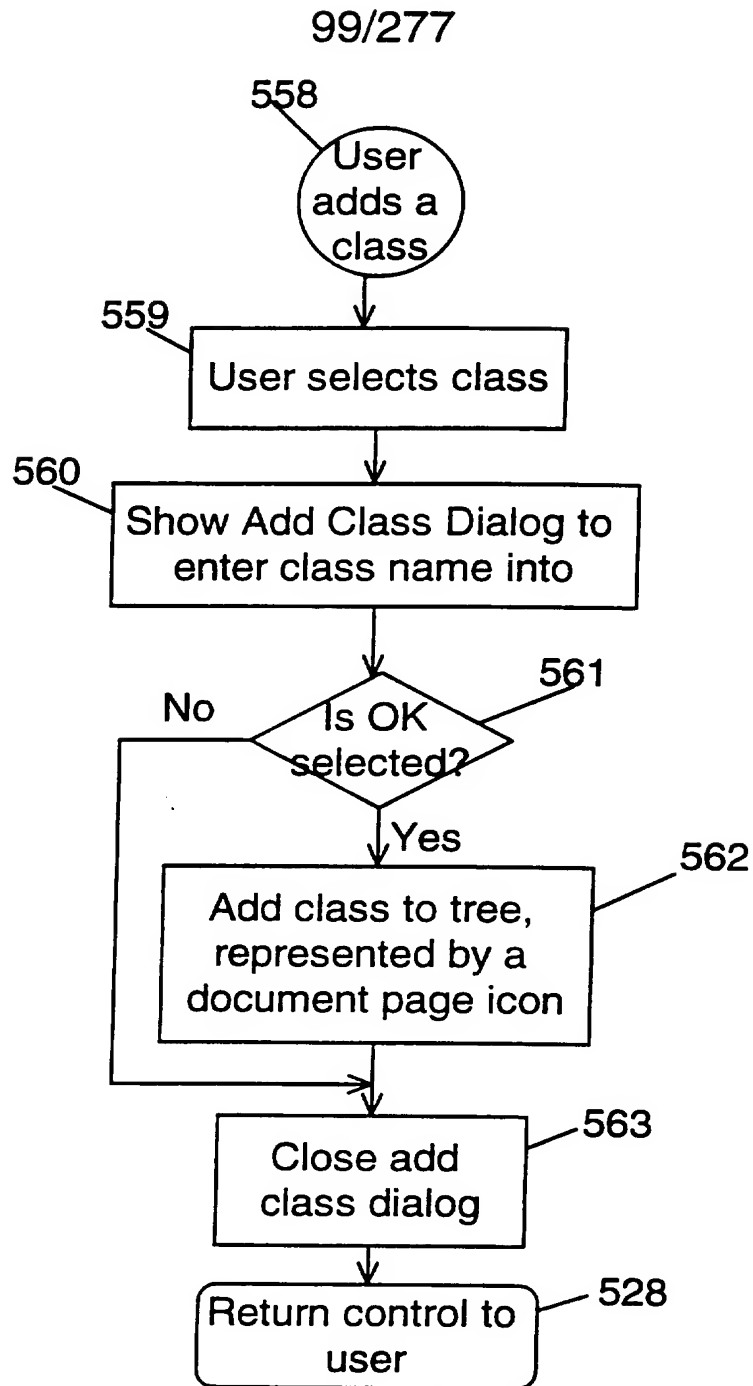 99/277
558
User
adds a
class
559
User selects class
560
Show Add Class Dialog to
enter class name into
561
No
Is OK
selected?
Yes
562
Add class to tree,
represented by a
document page icon
563
Close add
class dialog
528
Return control to
user